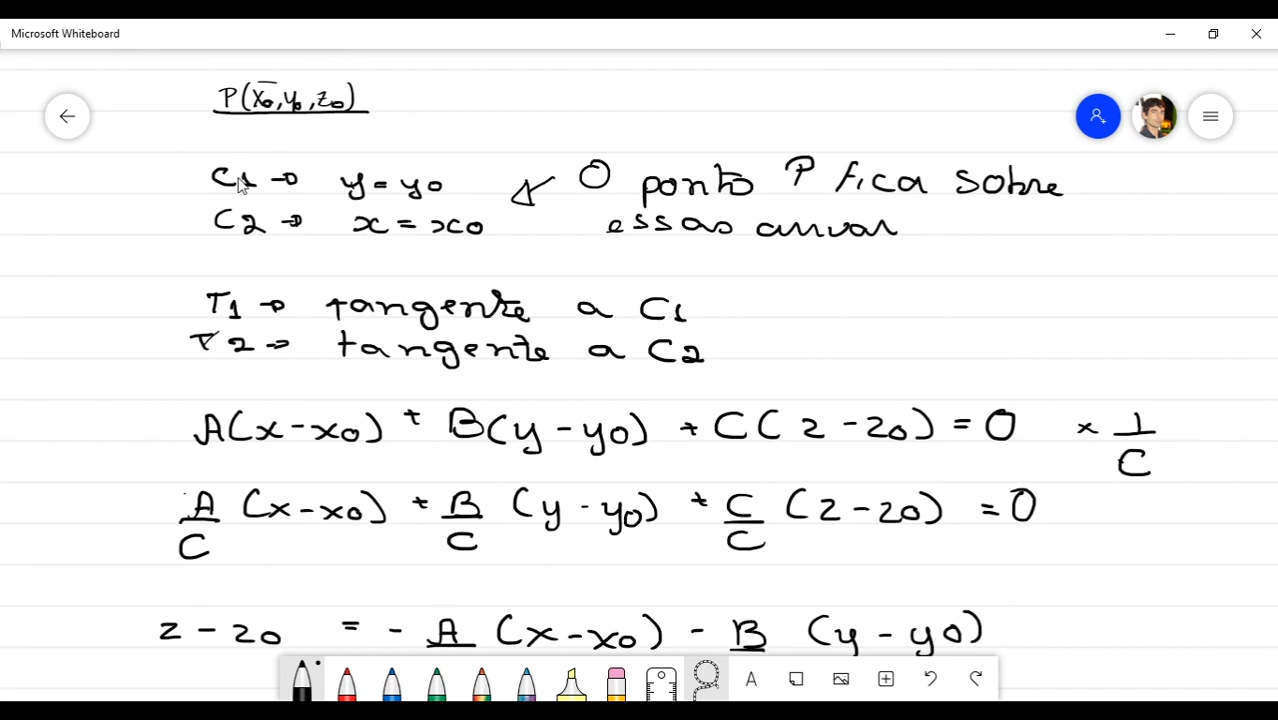 Microsoft Whiteboard
P(x0, y0, z0)
C1 → y = y0 ← O ponto P fica sobre
C2 → x = x0 essas curvas
T1 → tangente a C1
T2 → tangente a C2
A(x-x0) + B(y-y0) + C(z-z0) = 0 × 1/C
A/C (x-x0) + B/C (y-y0) + C/C (z-z0) = 0
z-z0 = - A (x-x0) - B (y-y0)
A